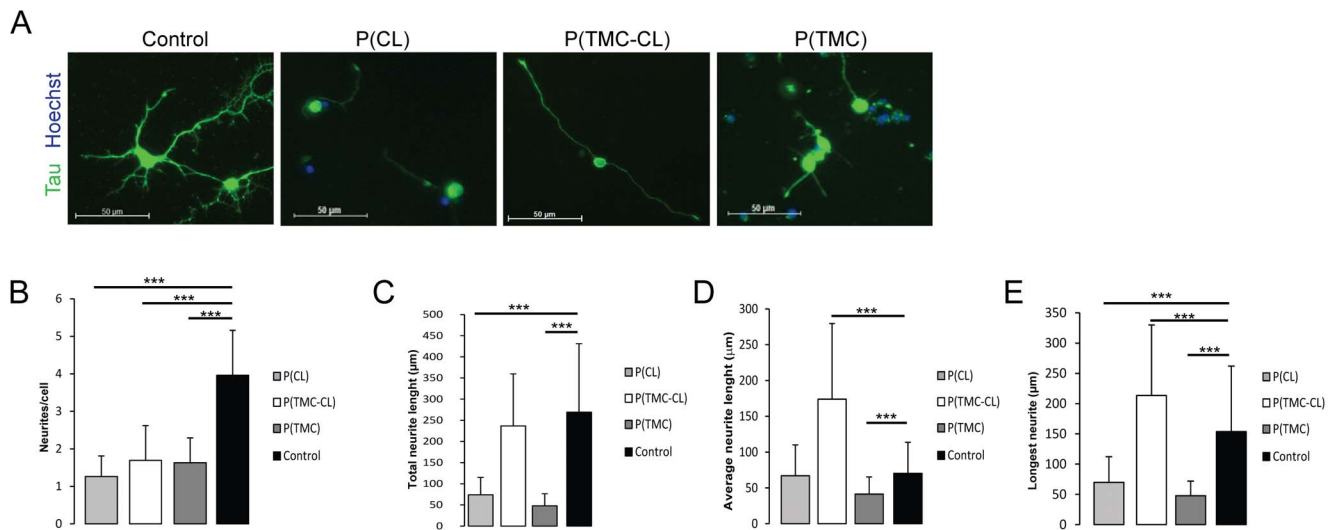 A
Control
P(CL)
P(TMC-CL)
P(TMC)
Tau Hoechst
50 µm
50 µm
50 µm
50 µm
B
***
***
***
Neurites/cell
6
5
4
3
2
1
0
P(CL)
P(TMC-CL)
P(TMC)
Control
C
***
***
Total neurite lenght (µm)
500
450
400
350
300
250
200
150
100
50
0
P(CL)
P(TMC-CL)
P(TMC)
Control
D
***
***
Average neurite lenght (µm)
300
250
200
150
100
50
0
P(CL)
P(TMC-CL)
P(TMC)
Control
E
***
***
***
Longest neurite (µm)
350
300
250
200
150
100
50
0
P(CL)
P(TMC-CL)
P(TMC)
Control